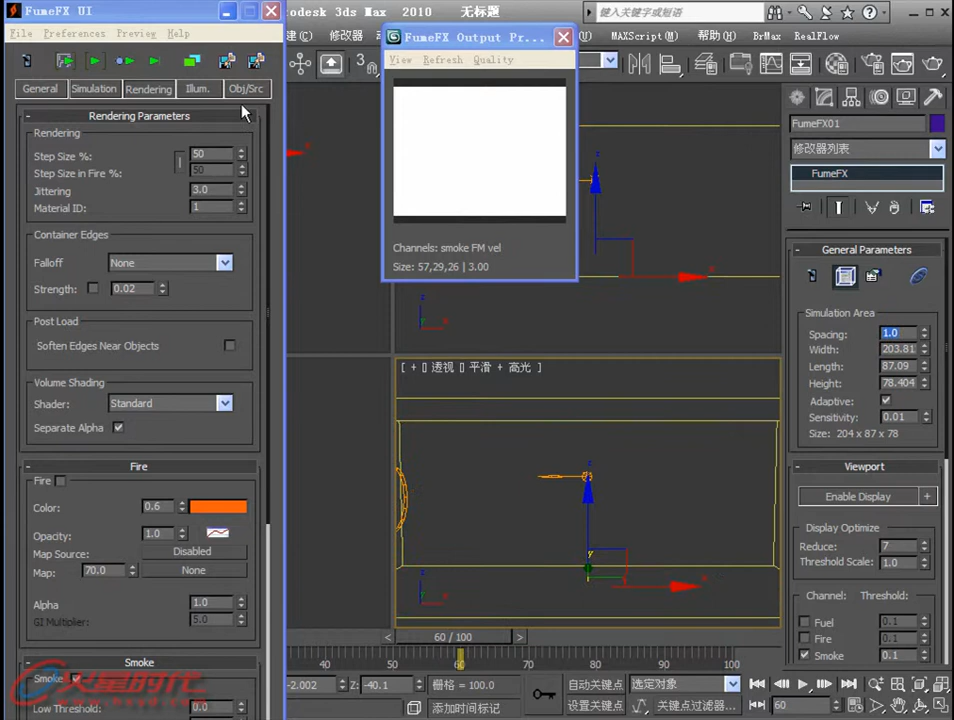 FumeFX UI
File Preferences Preview Help
General Simulation Rendering Illum. Obj/Src
Rendering Parameters
Rendering
Step Size %: 50
Step Size in Fire %: 50
Jittering 3.0
Material ID: 1
Container Edges
Falloff None
Strength: 0.02
Post Load
Soften Edges Near Objects
Volume Shading
Shader: Standard
Separate Alpha
Fire
Fire
Color: 0.6
Opacity: 1.0
Map Source: Disabled
Map: 70.0 None
Alpha 1.0
GI Multiplier: 5.0
Smoke
Smoke
Low Threshold: 0.0
火星时代
odesk 3ds Max 2010 无标题
键入关键字或短语
修改器 MAXScript(M) 帮助(H) BrMax RealFlow
FumeFX Output Pr...
View Refresh Quality
Channels: smoke FM vel
Size: 57,29,26 | 3.00
[ + [] 透视 [] 平滑 + 高光 ]
60 / 100
40 50 60 70 80 90 100
-2.002 Z: -40.1 栅格 = 100.0 自动关键点 选定对象
添加时间标记 设置关键点 关键点过滤器... 60
FumeFX01
修改器列表
FumeFX
General Parameters
Simulation Area
Spacing: 1.0
Width: 203.81
Length: 87.09
Height: 78.404
Adaptive:
Sensitivity: 0.01
Size: 204 x 87 x 78
Viewport
Enable Display +
Display Optimize
Reduce: 7
Threshold Scale: 1.0
Channel: Threshold:
Fuel 0.1
Fire 0.1
Smoke 0.1